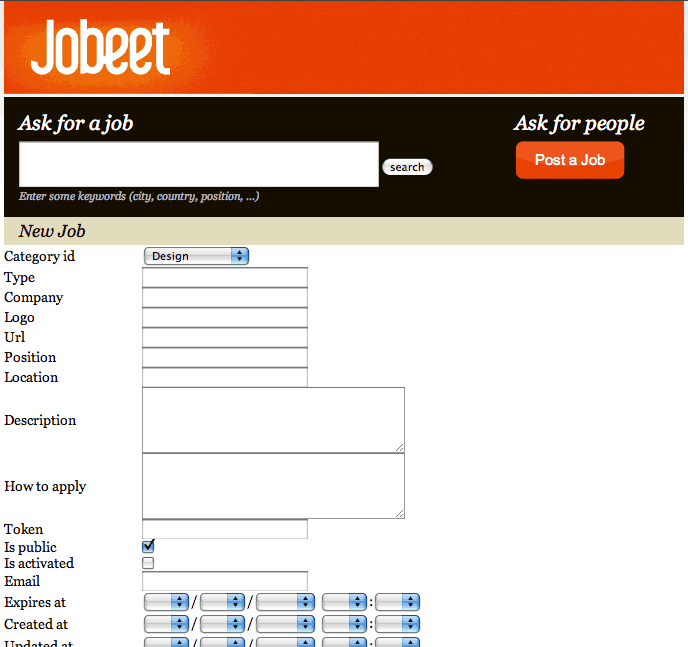 Jobeet
Ask for a job
Ask for people
search
Post a Job
Enter some keywords (city, country, position, ...)
New Job
Category id Design
Type
Company
Logo
Url
Position
Location
Description
How to apply
Token
Is public
Is activated
Email
Expires at / / :
Created at / / :
Updated at / / :